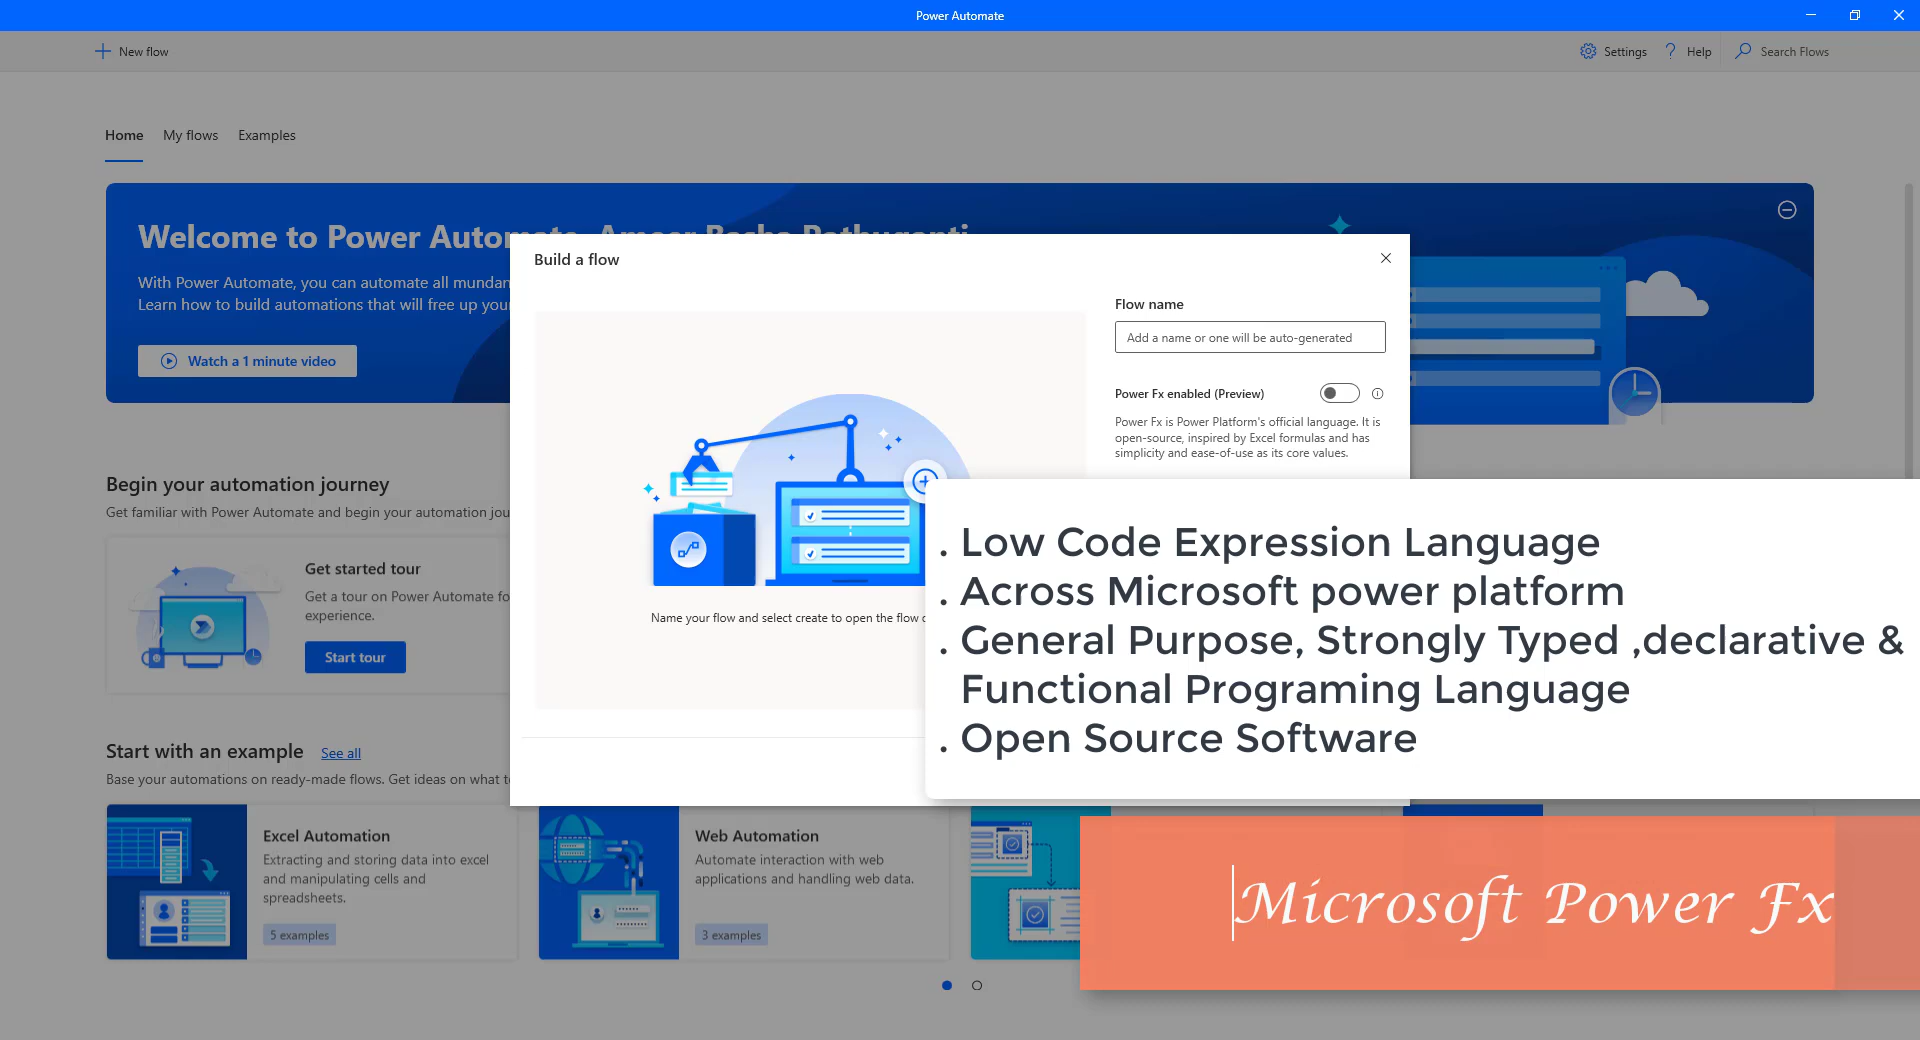 Power Automate
New flow
Settings
Help
Search Flows
Home
My flows
Examples
Welcome to Power Automate, Ameer Basha Pathuganti
With Power Automate, you can automate all mundan
Learn how to build automations that will free up your
Watch a 1 minute video
Build a flow
Flow name
Add a name or one will be auto-generated
Power Fx enabled (Preview)
Power Fx is Power Platform's official language. It is
open-source, inspired by Excel formulas and has
simplicity and ease-of-use as its core values.
Name your flow and select create to open the flow
Begin your automation journey
Get familiar with Power Automate and begin your automation jou
Get started tour
Get a tour on Power Automate fo
experience.
Start tour
. Low Code Expression Language
. Across Microsoft power platform
. General Purpose, Strongly Typed ,declarative &
Functional Programing Language
. Open Source Software
Start with an example
See all
Base your automations on ready-made flows. Get ideas on what t
Excel Automation
Extracting and storing data into excel
and manipulating cells and
spreadsheets.
5 examples
Web Automation
Automate interaction with web
applications and handling web data.
3 examples
Microsoft Power Fx